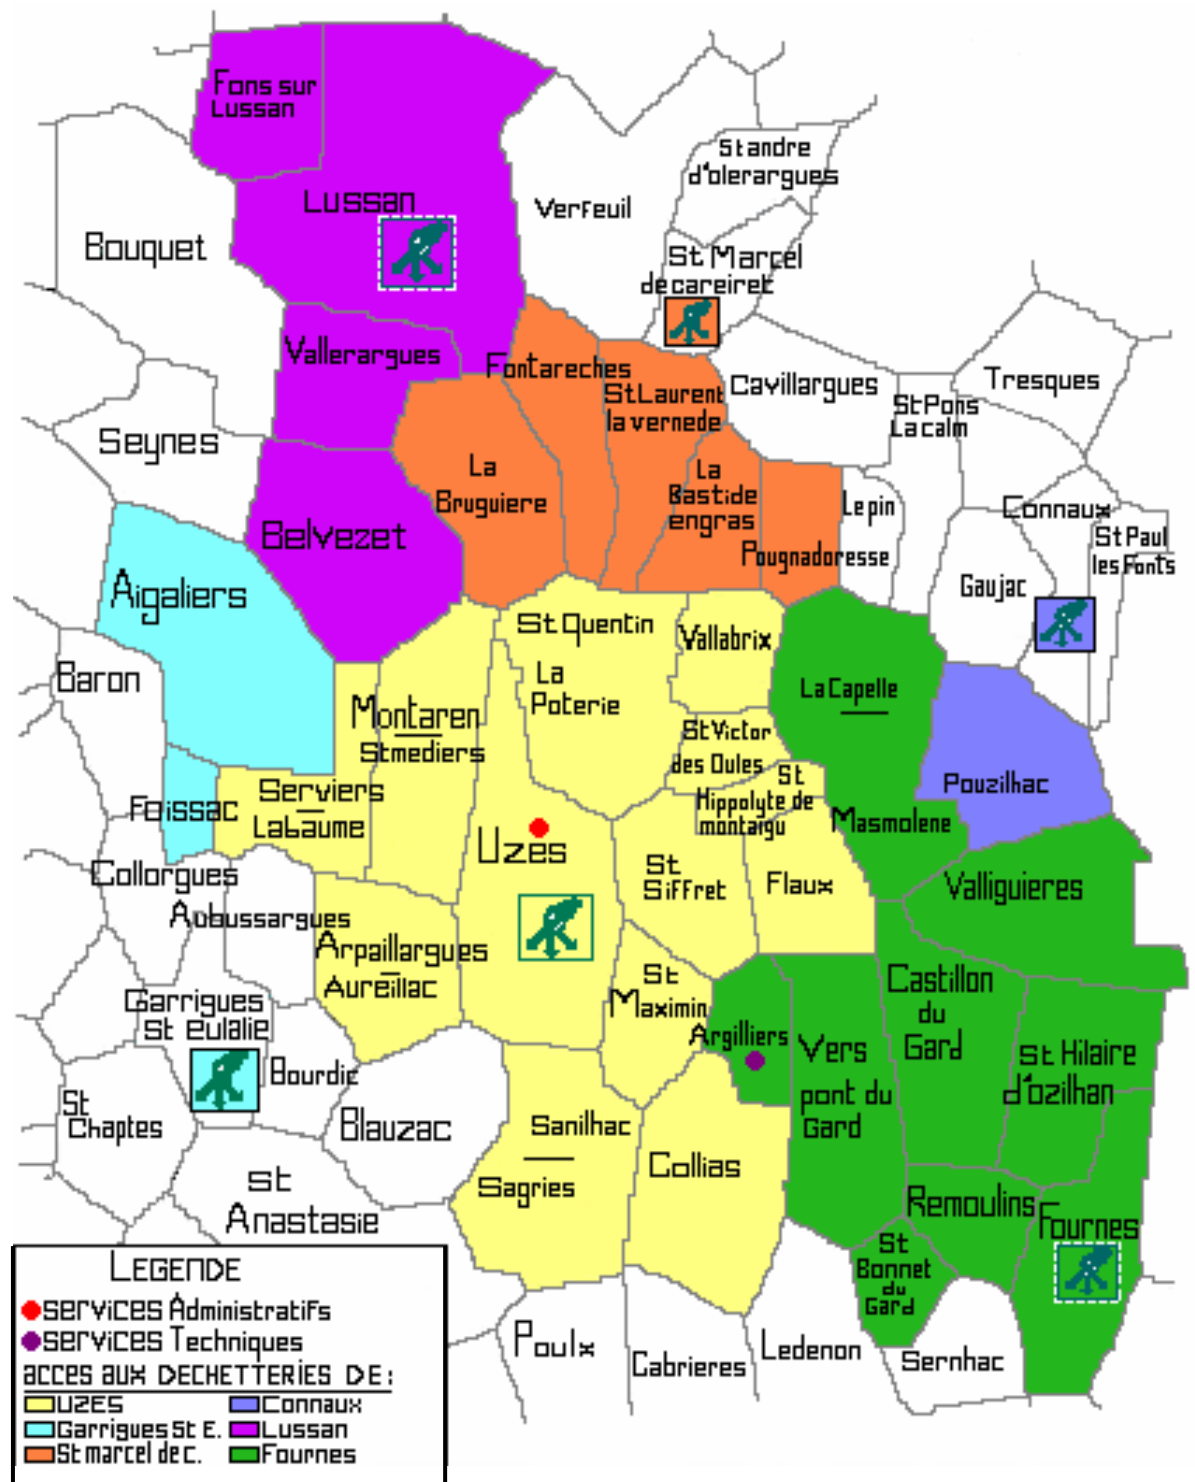 Fons sur
Lussan
Lussan
Bouquet
Verfeuil
St andre
d'olerargues
St Marcel
de careiret
Vallerargues
Fontareches
St Laurent
la vernede
Cavillargues
Tresques
St Pons
La calm
Seynes
La
Bruguiere
La
Bastide
engras
Le pin
Connaux
Belvezet
Pougnadoresse
St Paul
les Fonts
Aigaliers
Gaujac
St Quentin
La
Poterie
Vallabrix
Baron
La Capelle
Montaren
St mediers
St Victor
des Oules
St
Hippolyte de
montaigu
Pouzilhac
Foissac
Serviers
Labaume
Masmolene
Uzes
Collorgues
St
Siffret
Flaux
Valliguieres
Aubussargues
Arpaillargues
Aureillac
St
Maximin
Castillon
du
Gard
Garrigues
St eulalie
Argilliers
Vers
pont du
Gard
St Hilaire
d'ozilhan
Bourdic
St
Chaptes
Blauzac
Sanilhac
Sagries
Collias
St
Anastasie
Remoulins
Fournes
St
Bonnet
du
Gard
Poulx
Cabrieres
Ledenon
Sernhac
LEGENDE
services Administratifs
services Techniques
acces aux DECHETTERIES DE:
UZES
Connaux
Garrigues St E.
Lussan
St marcel de c.
Fournes